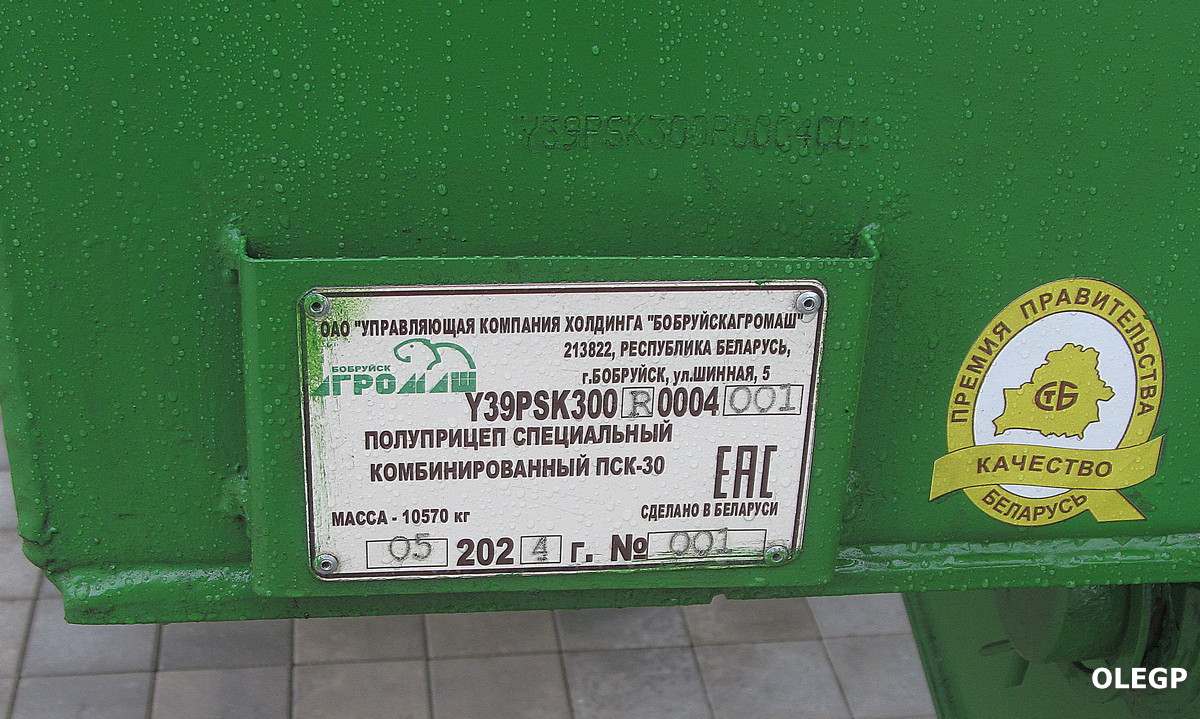 Y39PSK300R0004001
ОАО "УПРАВЛЯЮЩАЯ КОМПАНИЯ ХОЛДИНГА "БОБРУЙСКАГРОМАШ"
213822, РЕСПУБЛИКА БЕЛАРУСЬ,
г.БОБРУЙСК, ул.ШИННАЯ, 5
БОБРУЙСК
АГРОМАШ
Y39PSK300 R 0004 001
ПОЛУПРИЦЕП СПЕЦИАЛЬНЫЙ
КОМБИНИРОВАННЫЙ ПСК-30
EAC
МАССА - 10570 кг
СДЕЛАНО В БЕЛАРУСИ
05 202 4 г. № 001
ПРЕМИЯ ПРАВИТЕЛЬСТВА
СТБ
КАЧЕСТВО
БЕЛАРУСЬ
OLEGP